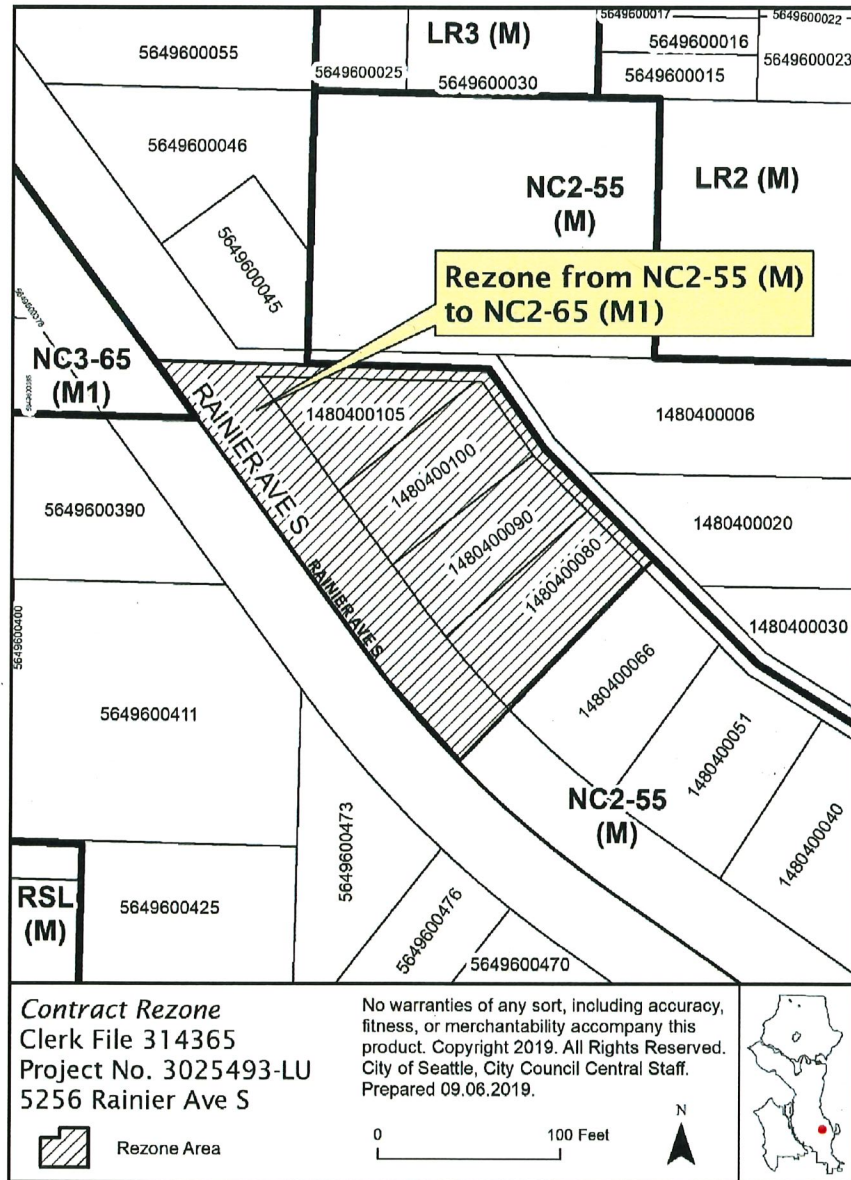 5649600055
LR3 (M)
5649600025
5649600030
5649600017
5649600022
5649600016
5649600023
5649600015
5649600046
NC2-55
(M)
LR2 (M)
5649600045
Rezone from NC2-55 (M)
to NC2-65 (M1)
5649600078
NC3-65
(M1)
RAINIER AVE S
1480400105
1480400006
1480400100
5649600390
1480400090
1480400020
RAINIER AVE S
1480400080
5649600400
1480400030
1480400066
5649600411
1480400051
NC2-55
(M)
1480400040
5649600473
RSL
(M)
5649600425
5649600476
5649600470
Contract Rezone
Clerk File 314365
Project No. 3025493-LU
5256 Rainier Ave S
Rezone Area
No warranties of any sort, including accuracy,
fitness, or merchantability accompany this
product. Copyright 2019. All Rights Reserved.
City of Seattle, City Council Central Staff.
Prepared 09.06.2019.
0
100 Feet
N